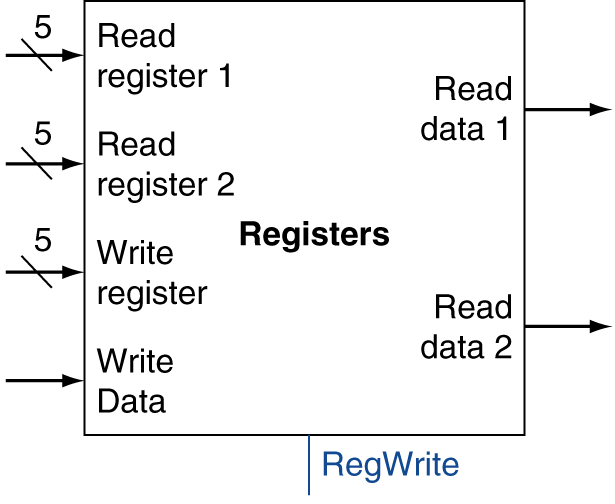 5
Read
register 1
5
Read
register 2
5
Write
register
Write
Data
Registers
Read
data 1
Read
data 2
RegWrite